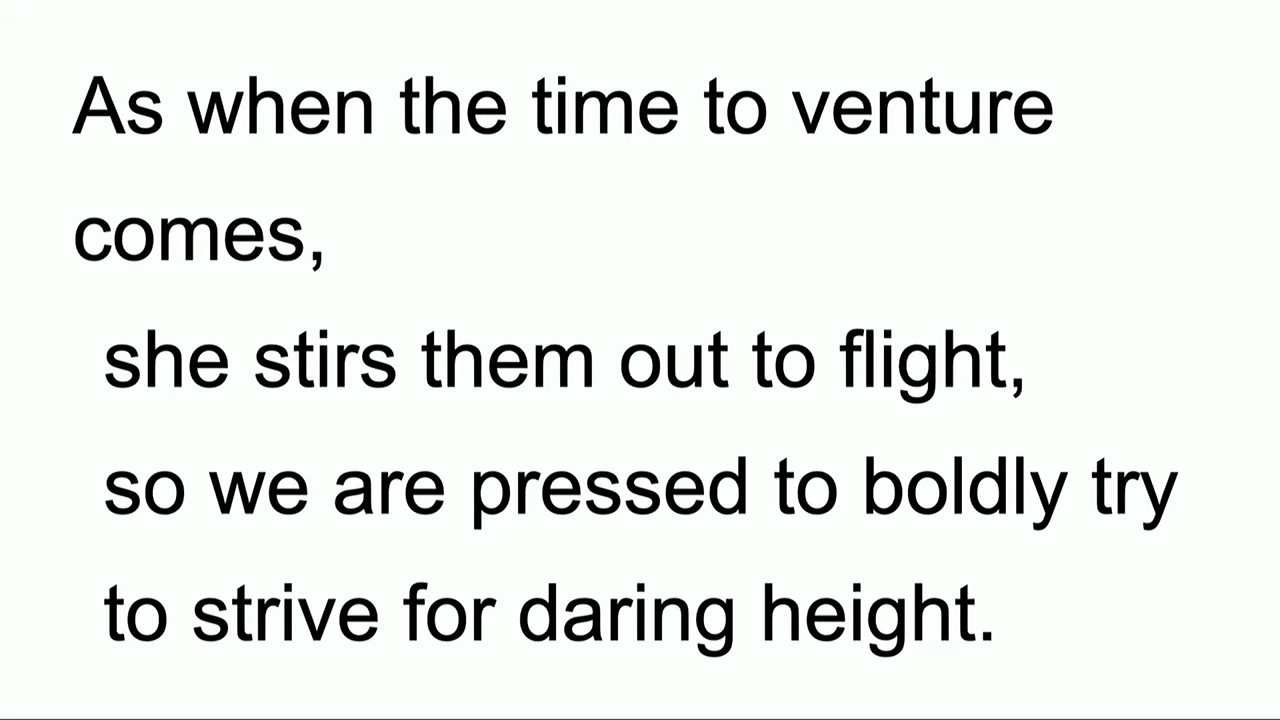 As when the time to venture
comes,
she stirs them out to flight,
so we are pressed to boldly try
to strive for daring height.